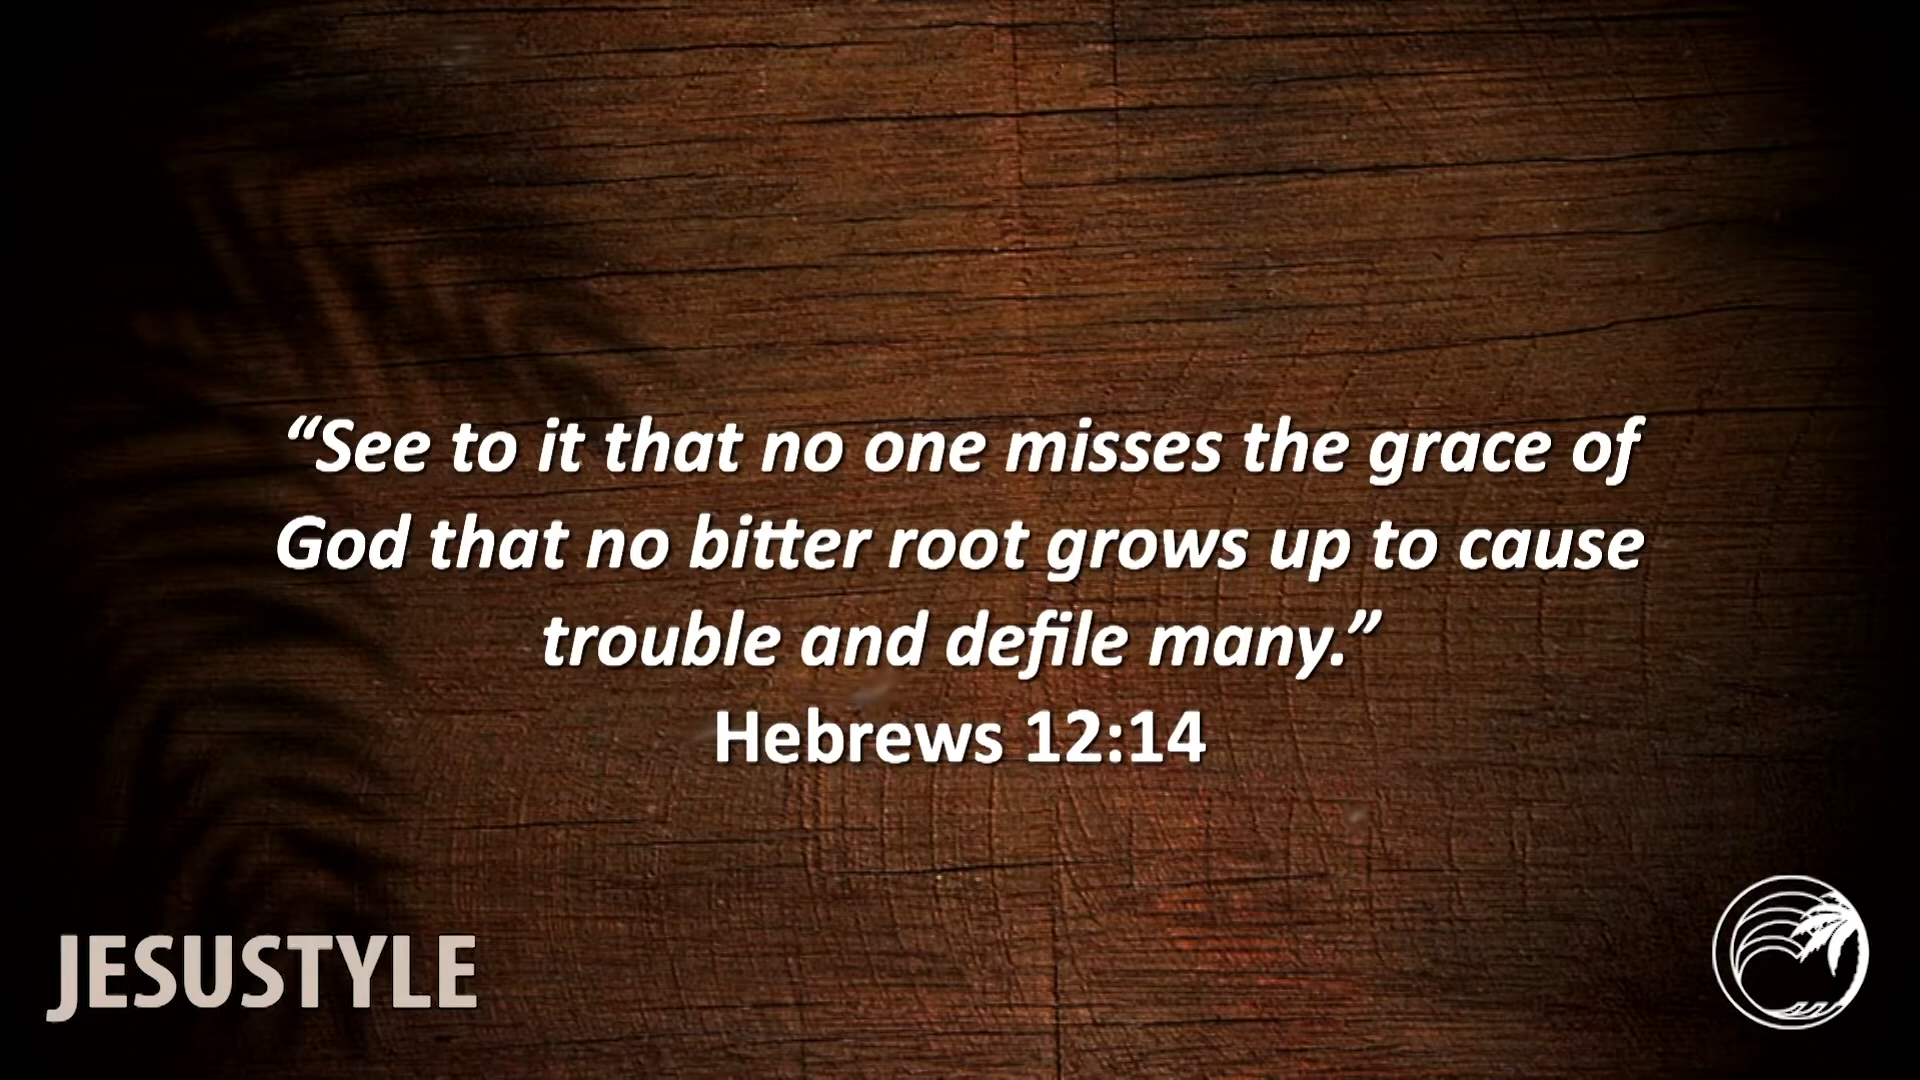 “See to it that no one misses the grace of
God that no bitter root grows up to cause
trouble and defile many.”
Hebrews 12:14
JESUSTYLE